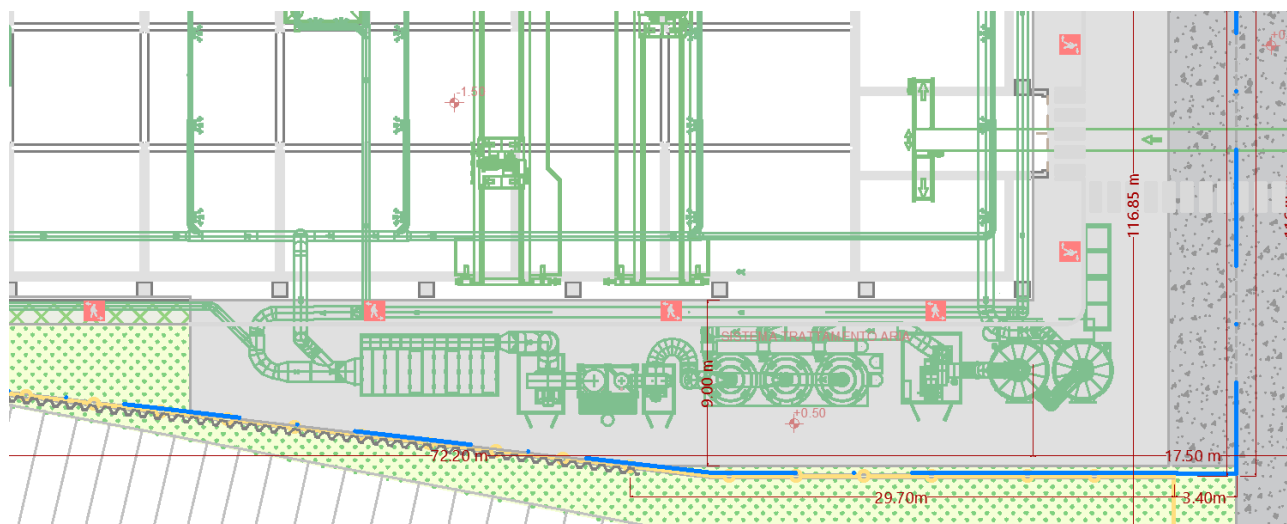 -1.50
116.85 m
SISTEMA TRATTAMENTO ARIA
9.00 m
+0.50
72.20 m
17.50 m
29.70m
3.40m